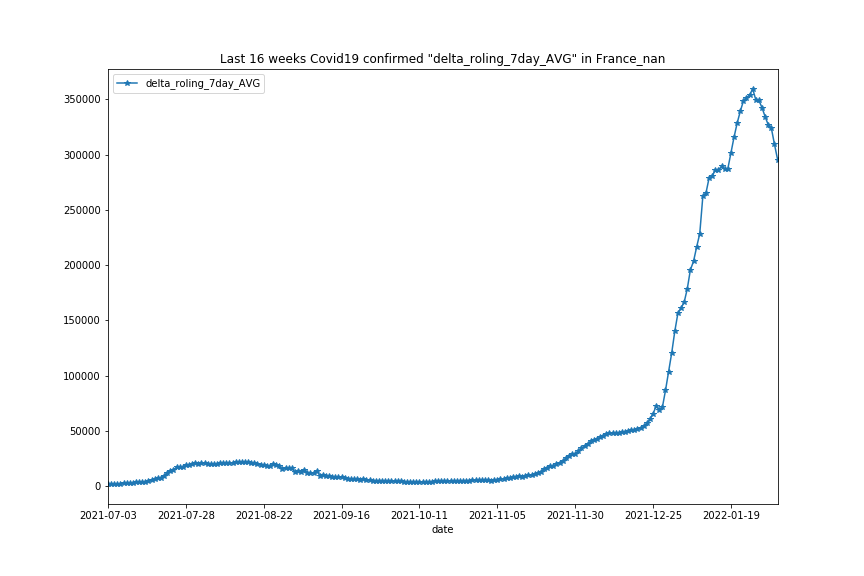 Last 16 weeks Covid19 confirmed "delta_roling_7day_AVG" in France_nan
delta_roling_7day_AVG
350000
300000
250000
200000
150000
100000
50000
0
2021-07-03 2021-07-28 2021-08-22 2021-09-16 2021-10-11 2021-11-05 2021-11-30 2021-12-25 2022-01-19
date